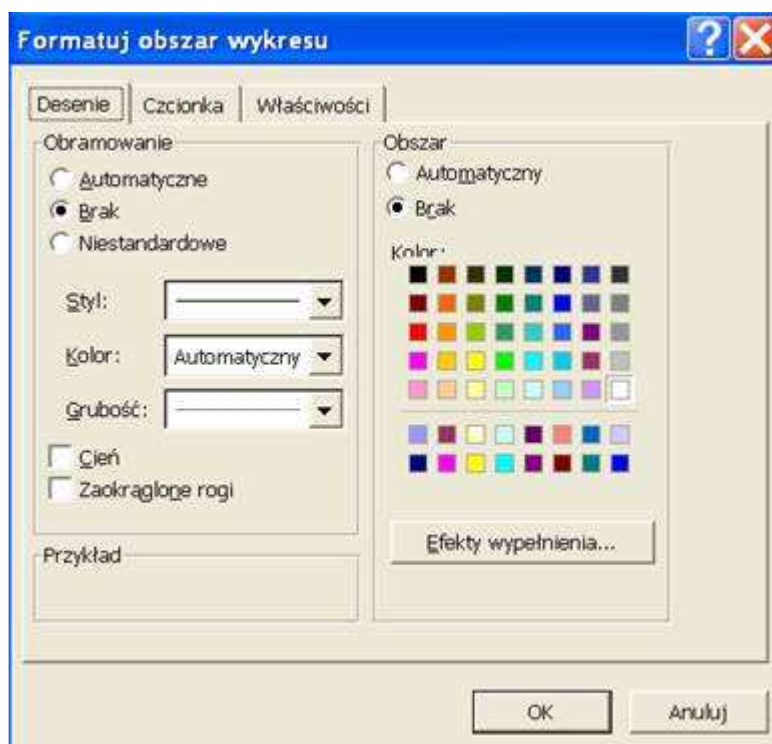 Formatuj obszar wykresu
Desenie
Czcionka
Właściwości
Obramowanie
Automatyczne
Brak
Niestandardowe
Styl:
Kolor:
Automatyczny
Grubość:
Cień
Zaokrąglone rogi
Przykład
Obszar
Automatyczny
Brak
Kolor:
Efekty wypełnienia...
OK
Anuluj